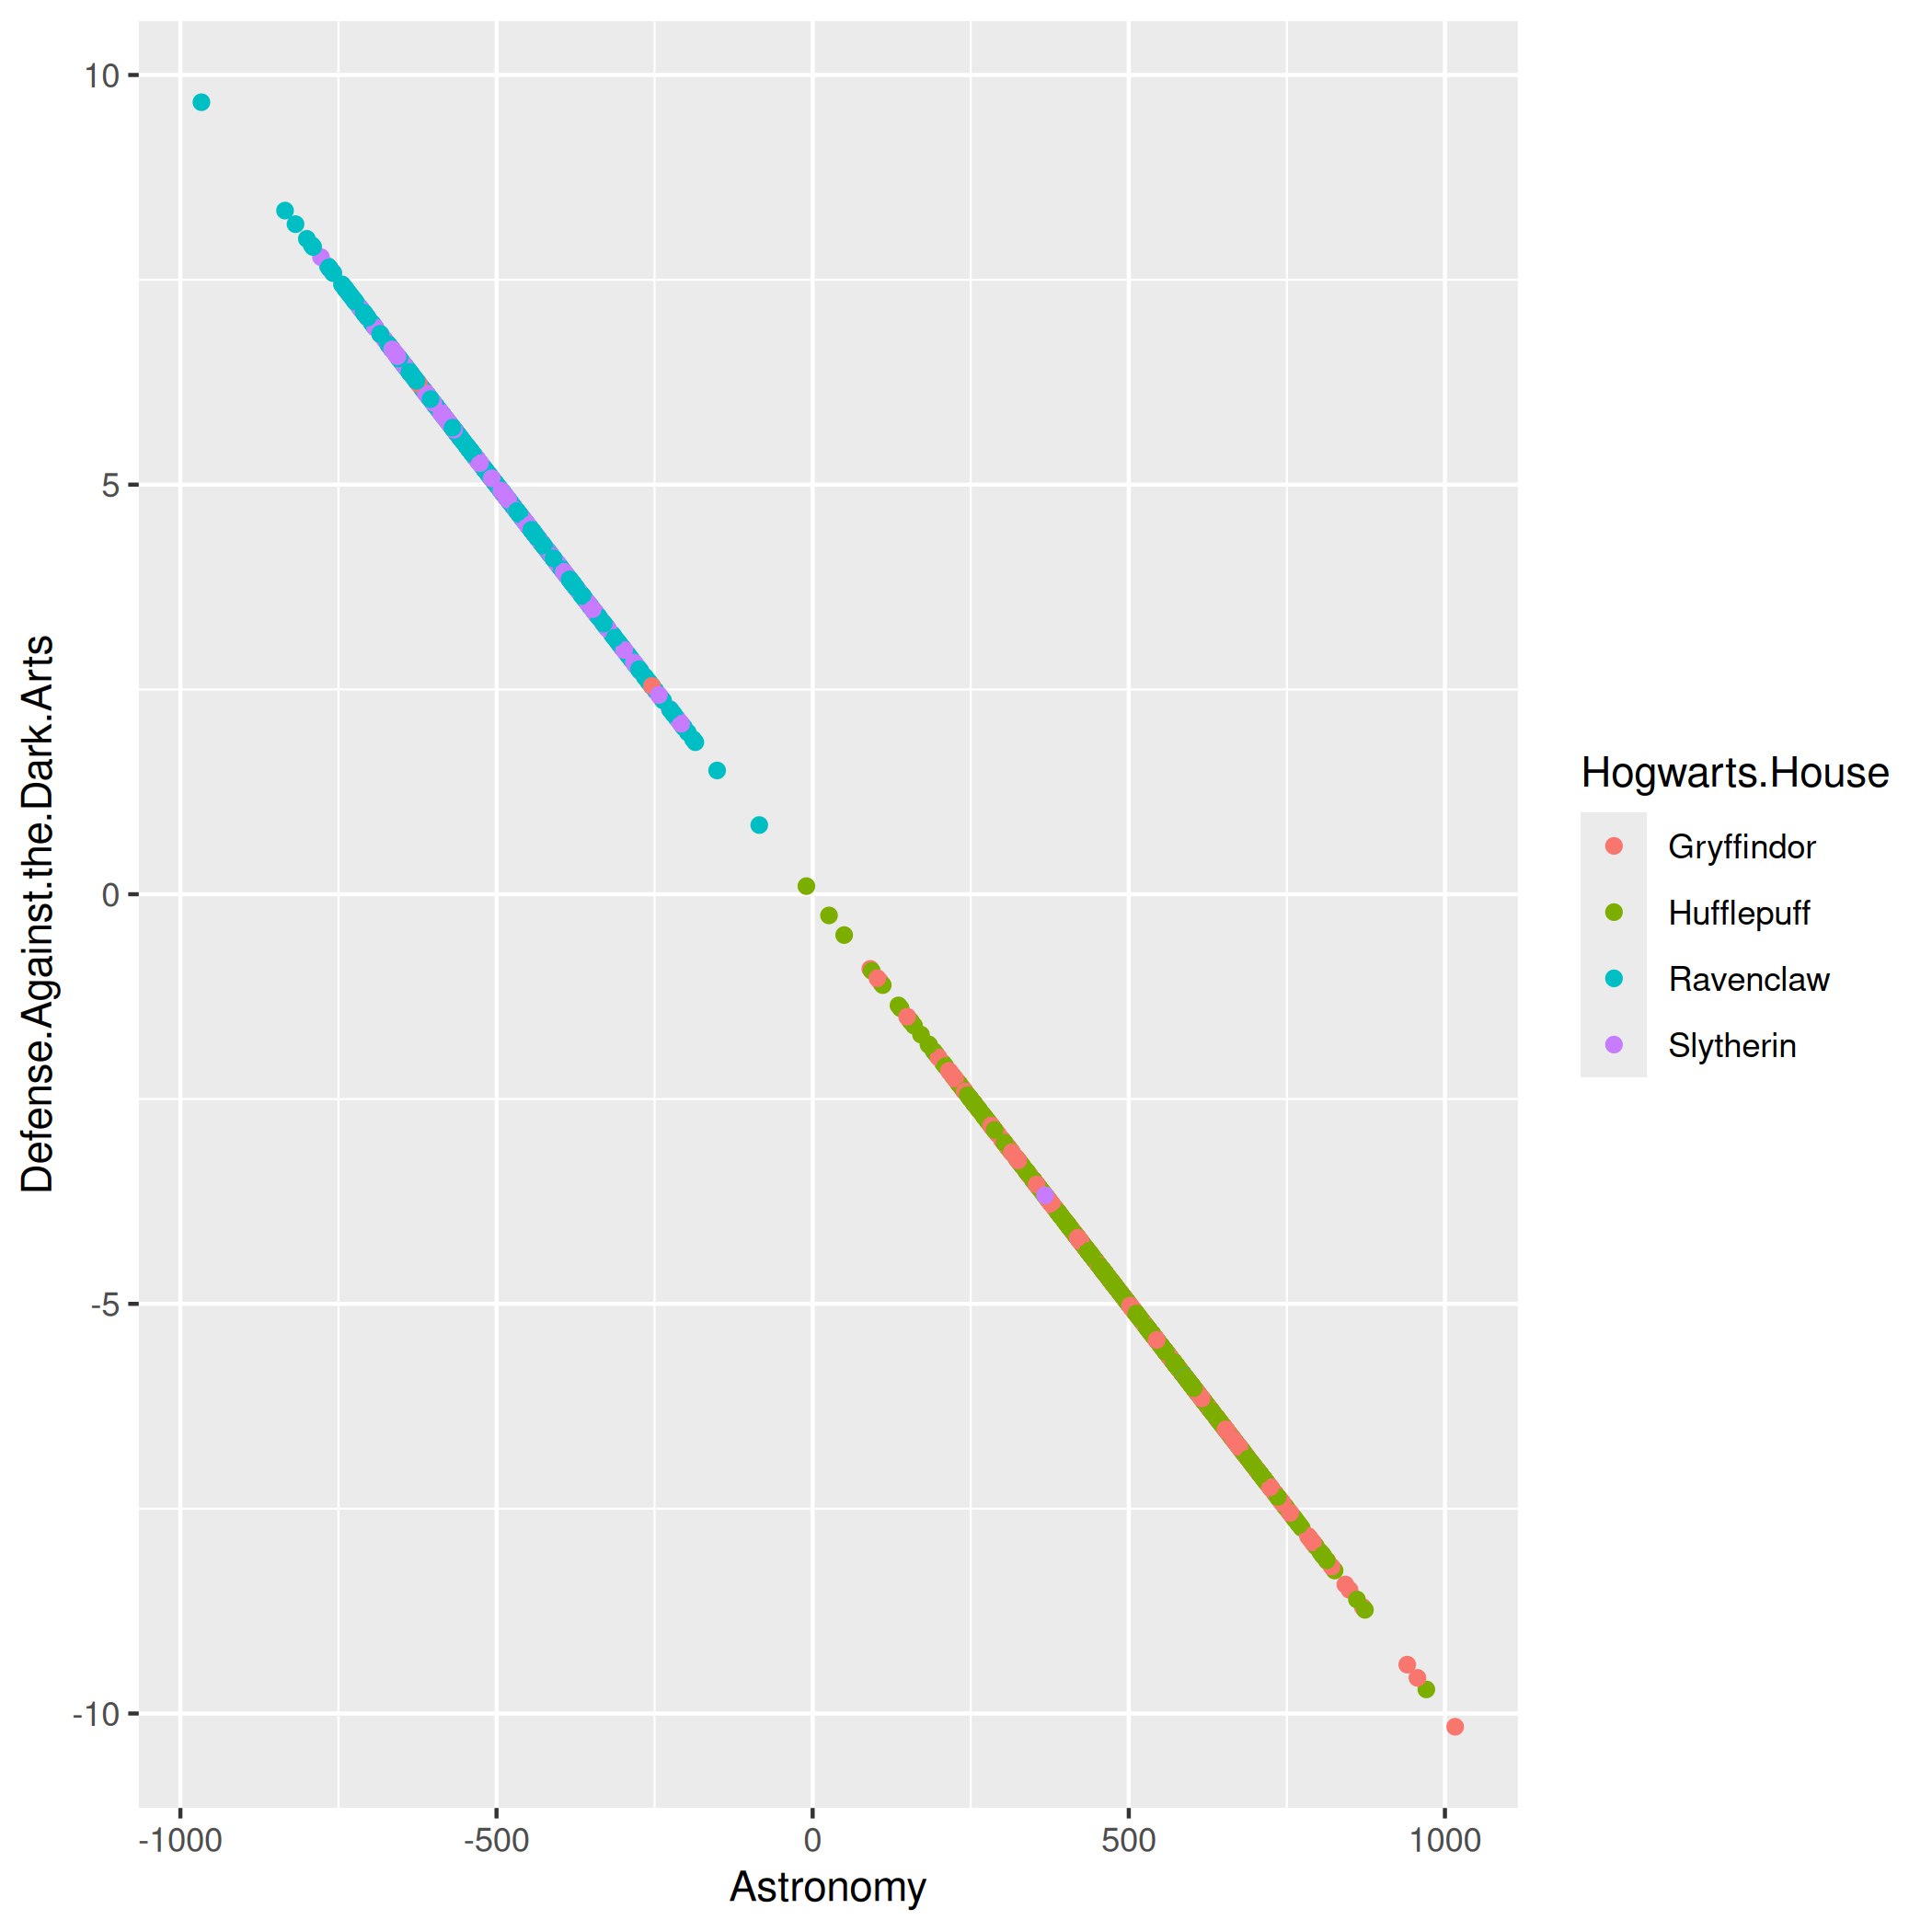 10
5
0
-5
-10
Defense.Against.the.Dark.Arts
-1000
-500
0
500
1000
Astronomy
Hogwarts.House
Gryffindor
Hufflepuff
Ravenclaw
Slytherin